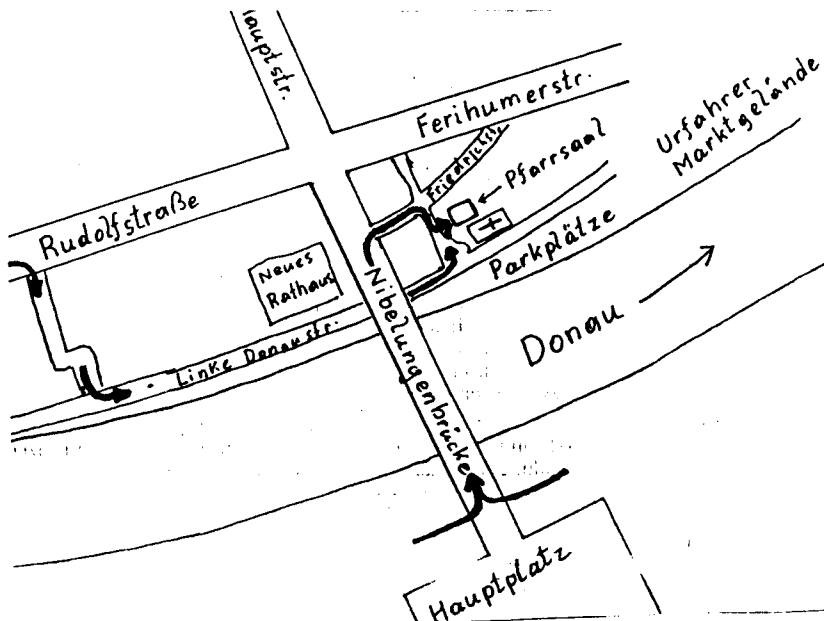 Hauptstr.
Ferihumerstr.
Urfahrer
Marktgelände
Friedrichstr.
Pfarrsaal
Rudolfstraße
Neues
Rathaus
Parkplätze
Nibelungenbrücke
Linke Donaustr.
Donau
Hauptplatz